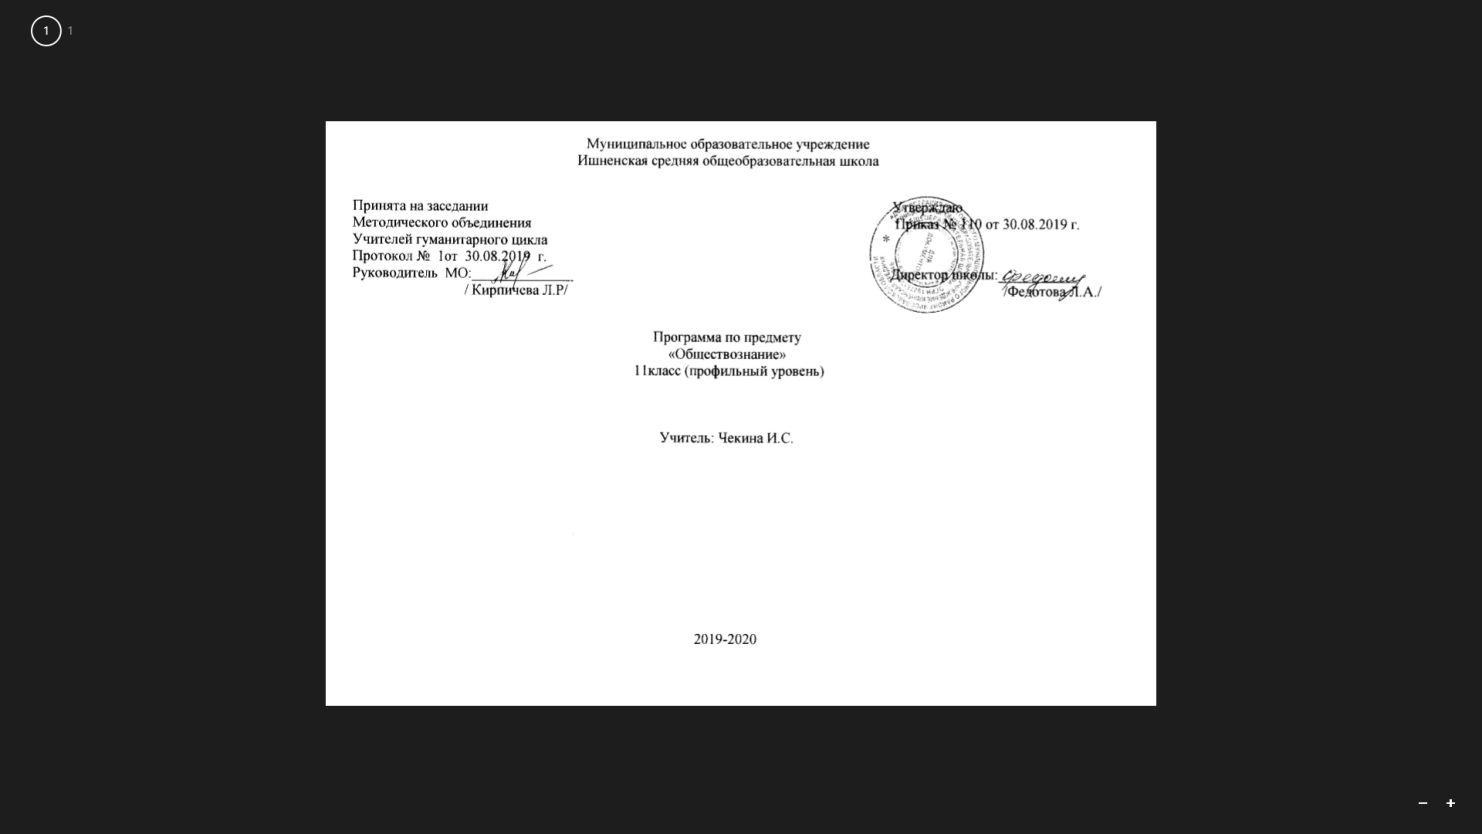 1 1
Муниципальное образовательное учреждение
Ишненская средняя общеобразовательная школа
Принята на заседании
Методического объединения
Учителей гуманитарного цикла
Протокол № 1от 30.08.2019 г.
Руководитель МО:
/ Кирпичева Л.Р/
Утверждаю
Приказ № 110 от 30.08.2019 г.
Директор школы:
/Федотова Л.А./
Программа по предмету
«Обществознание»
11класс (профильный уровень)
Учитель: Чекина И.С.
2019-2020